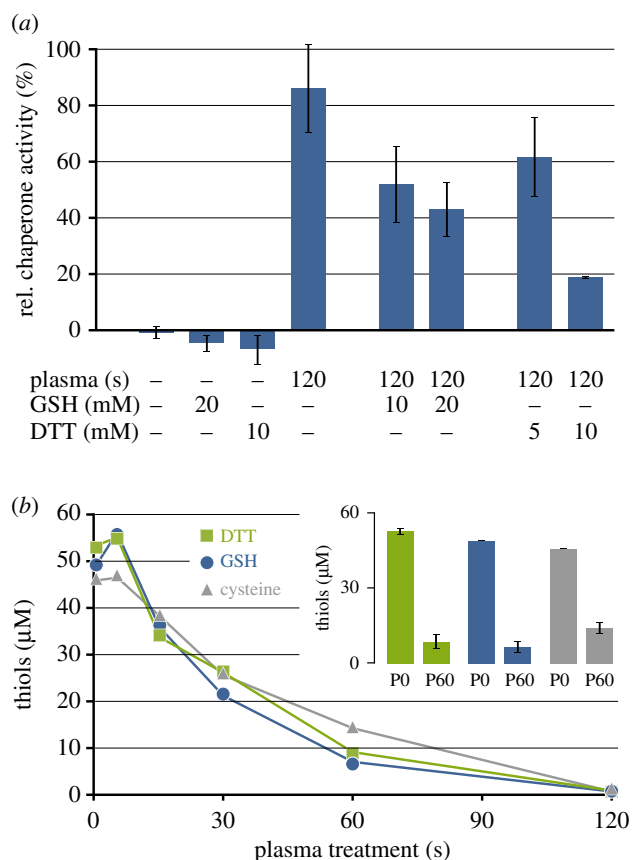 (a)
100
80
60
40
20
0
rel. chaperone activity (%)
plasma (s) – – – 120 120 120 120 120
GSH (mM) – 20 – – 10 20 – –
DTT (mM) – – 10 – – – 5 10
(b)
60
50
40
30
20
10
0
thiols (µM)
DTT
GSH
cysteine
60
30
0
thiols (µM)
P0 P60 P0 P60 P0 P60
0 30 60 90 120
plasma treatment (s)